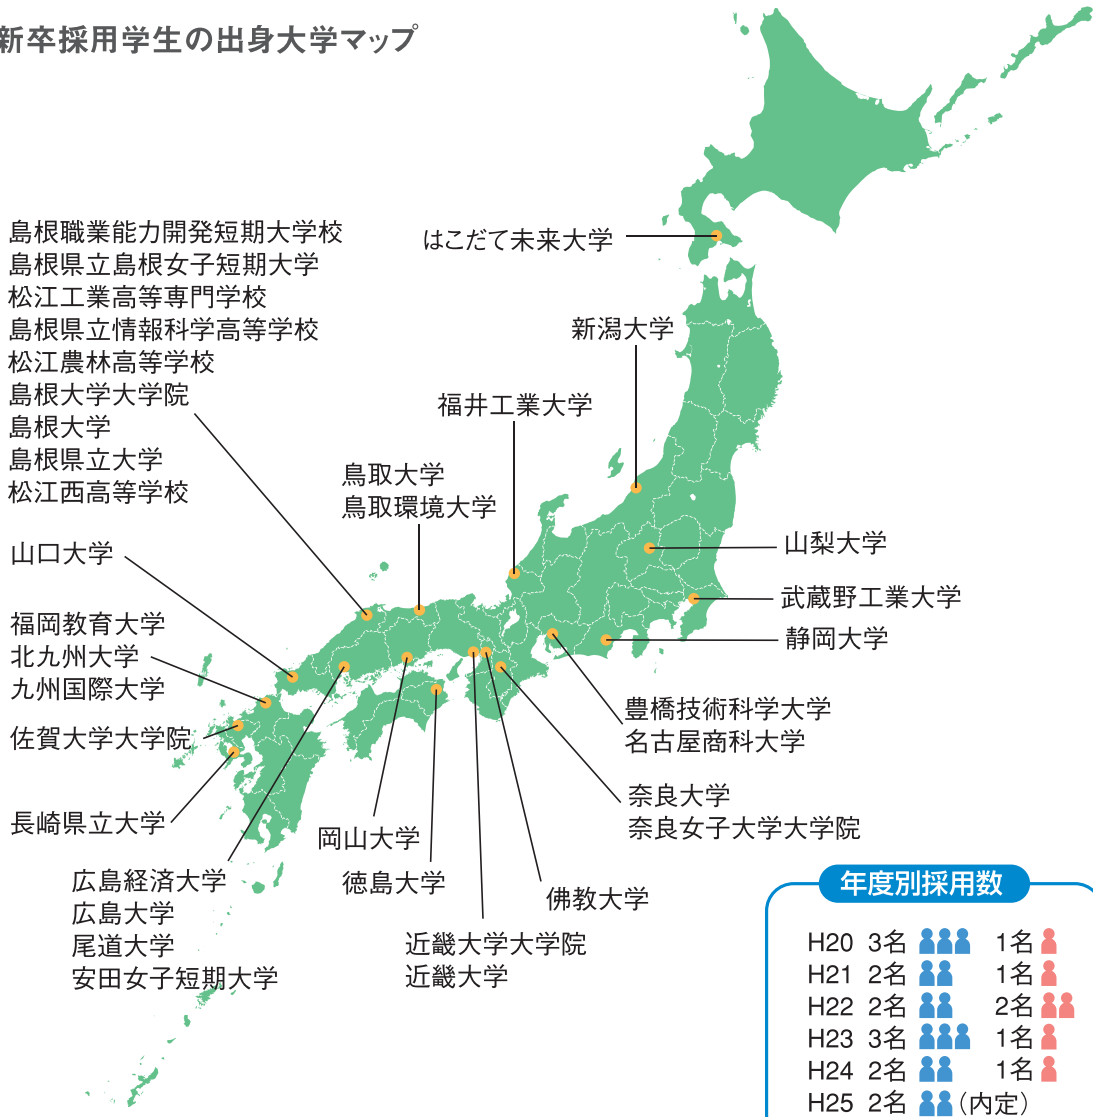 新卒採用学生の出身大学マップ
島根職業能力開発短期大学校
島根県立島根女子短期大学
松江工業高等専門学校
島根県立情報科学高等学校
松江農林高等学校
島根大学大学院
島根大学
島根県立大学
松江西高等学校
はこだて未来大学
新潟大学
福井工業大学
鳥取大学
鳥取環境大学
山口大学
福岡教育大学
北九州大学
九州国際大学
佐賀大学大学院
長崎県立大学
山梨大学
武蔵野工業大学
静岡大学
豊橋技術科学大学
名古屋商科大学
奈良大学
奈良女子大学大学院
岡山大学
徳島大学
佛教大学
近畿大学大学院
近畿大学
広島経済大学
広島大学
尾道大学
安田女子短期大学
年度別採用数
H20 3名 1名
H21 2名 1名
H22 2名 2名
H23 3名 1名
H24 2名 1名
H25 2名 (内定)